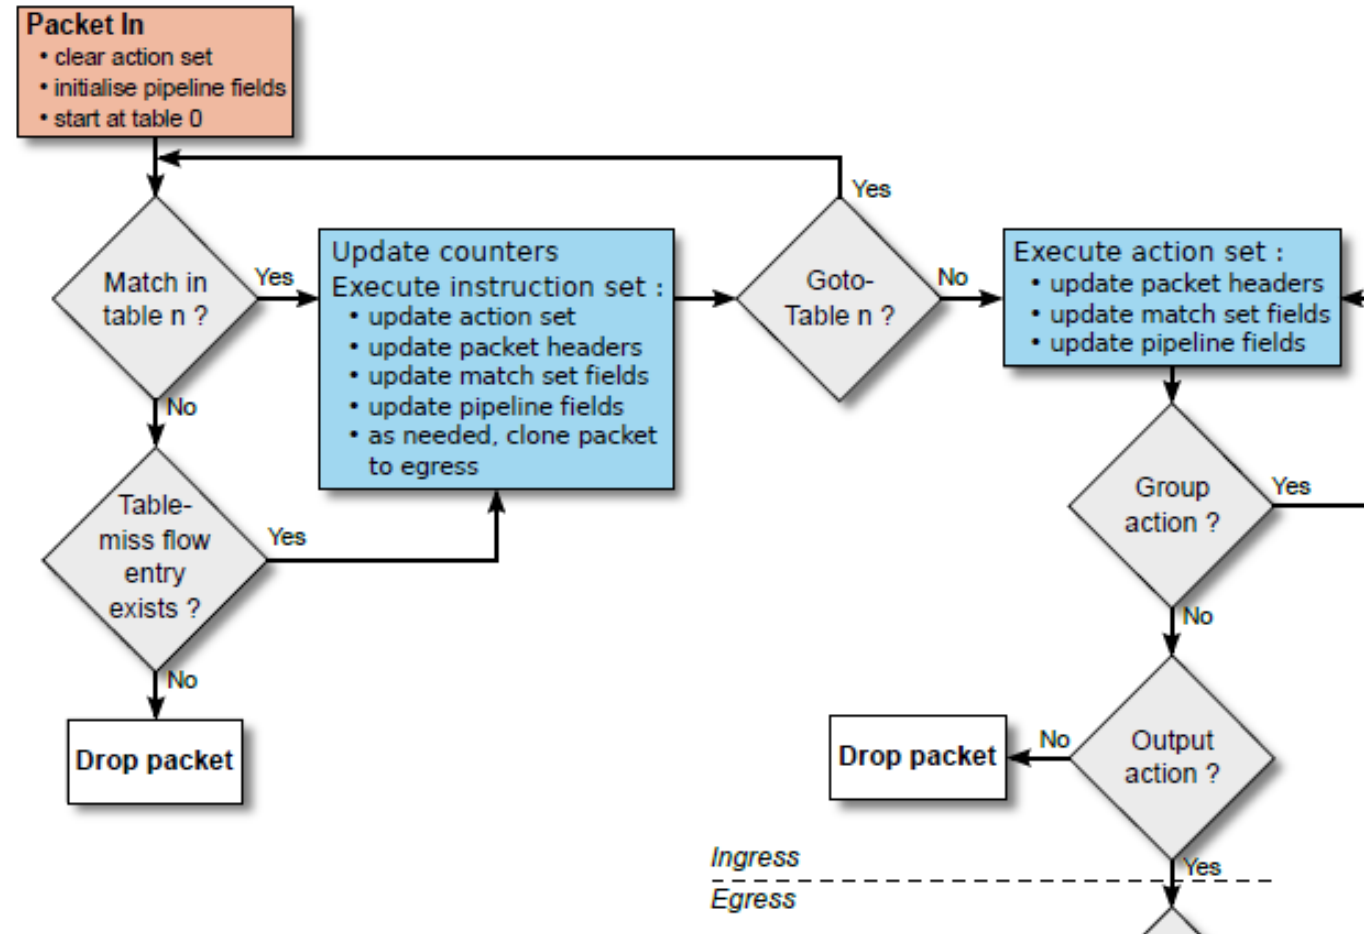 Packet In
• clear action set
• initialise pipeline fields
• start at table 0
Yes
Match in
table n ?
Yes
Update counters
Execute instruction set :
• update action set
• update packet headers
• update match set fields
• update pipeline fields
• as needed, clone packet
to egress
Goto-
Table n ?
No
Execute action set :
• update packet headers
• update match set fields
• update pipeline fields
No
Table-
miss flow
entry
exists ?
Yes
Group
action ?
Yes
No
No
Drop packet
Drop packet
No
Output
action ?
Ingress
Yes
Egress